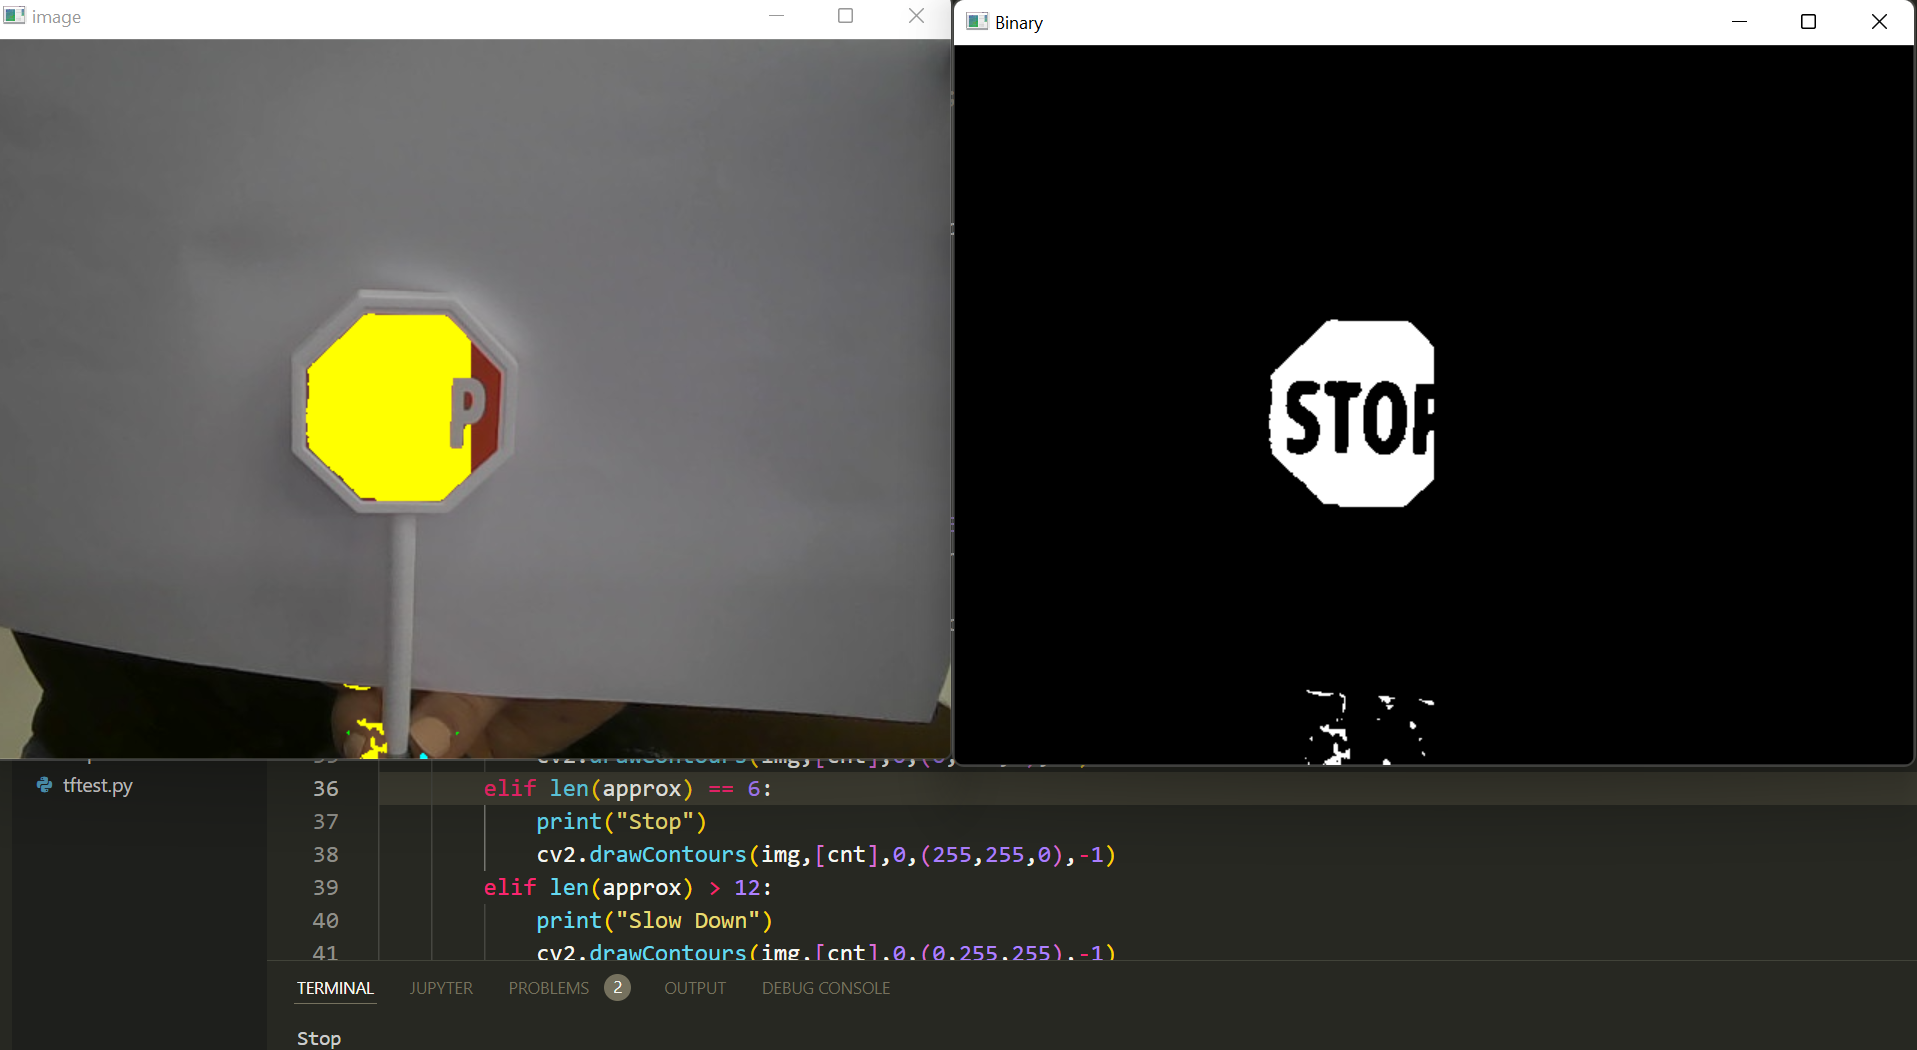 image
Binary
P
STOP
tftest.py
36 elif len(approx) == 6:
37 print("Stop")
38 cv2.drawContours(img,[cnt],0,(255,255,0),-1)
39 elif len(approx) > 12:
40 print("Slow Down")
41 cv2.drawContours(img,[cnt],0,(0,255,255),-1)
TERMINAL JUPYTER PROBLEMS 2 OUTPUT DEBUG CONSOLE
Stop